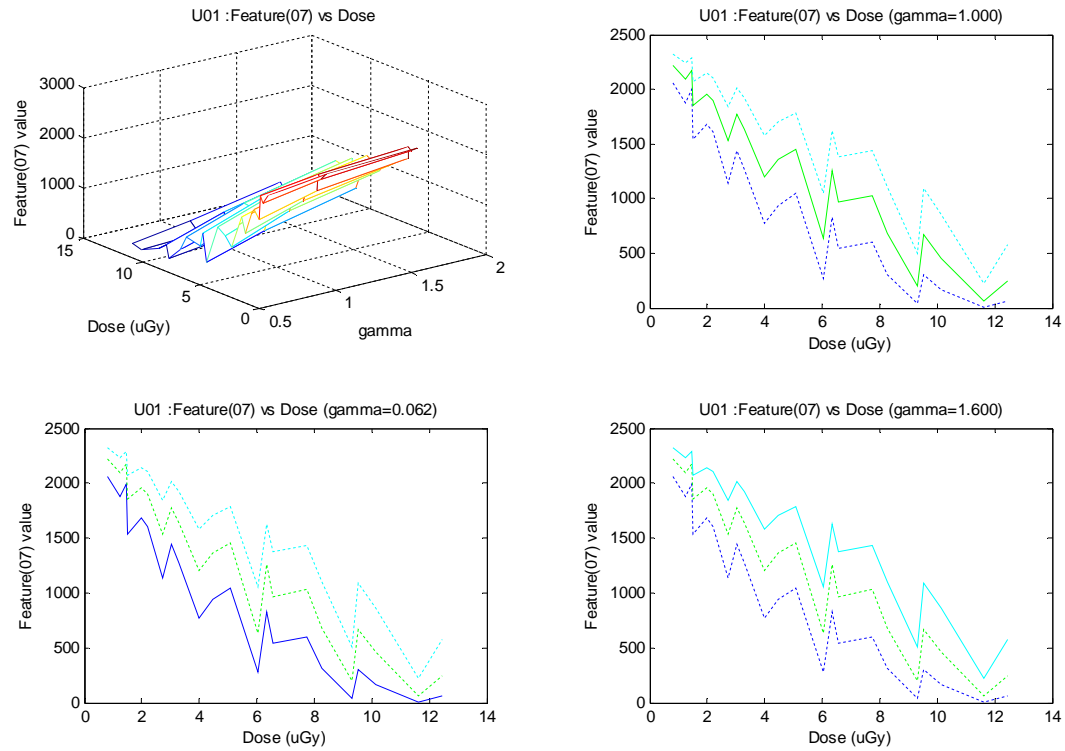 U01 :Feature(07) vs Dose
3000
2000
1000
0
15
10
5
0
0.5
1
1.5
2
Feature(07) value
Dose (uGy)
gamma
U01 :Feature(07) vs Dose (gamma=1.000)
2500
2000
1500
1000
500
0
0 2 4 6 8 10 12 14
Feature(07) value
Dose (uGy)
U01 :Feature(07) vs Dose (gamma=0.062)
2500
2000
1500
1000
500
0
0 2 4 6 8 10 12 14
Feature(07) value
Dose (uGy)
U01 :Feature(07) vs Dose (gamma=1.600)
2500
2000
1500
1000
500
0
0 2 4 6 8 10 12 14
Feature(07) value
Dose (uGy)